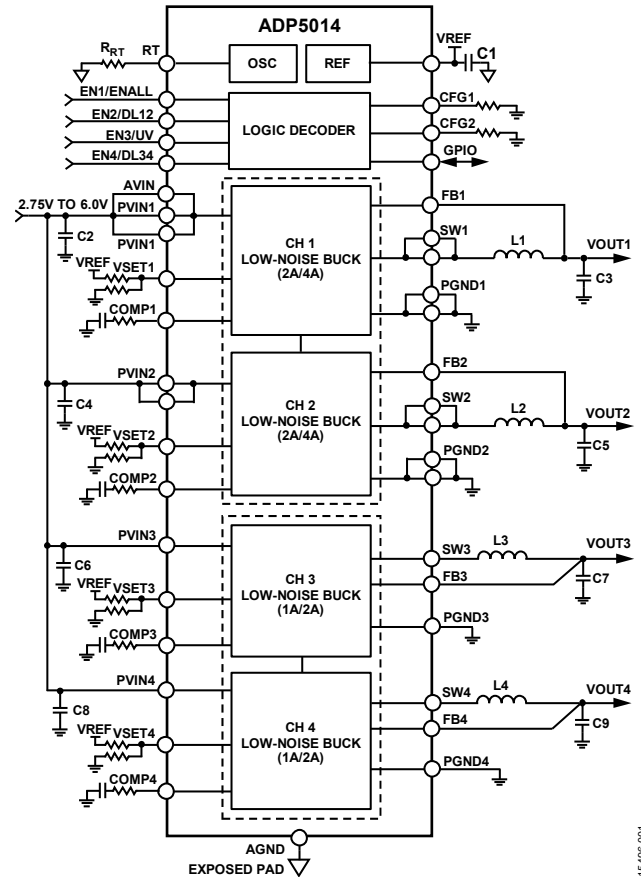 ADP5014
RRT
RT
OSC
REF
VREF
C1
EN1/ENALL
EN2/DL12
EN3/UV
EN4/DL34
LOGIC DECODER
CFG1
CFG2
GPIO
2.75V TO 6.0V
AVIN
PVIN1
PVIN1
C2
VREF
VSET1
COMP1
CH 1
LOW-NOISE BUCK
(2A/4A)
FB1
SW1
L1
VOUT1
C3
PGND1
PVIN2
C4
VREF
VSET2
COMP2
CH 2
LOW-NOISE BUCK
(2A/4A)
FB2
SW2
L2
VOUT2
C5
PGND2
PVIN3
C6
VREF
VSET3
COMP3
CH 3
LOW-NOISE BUCK
(1A/2A)
SW3
L3
VOUT3
FB3
C7
PGND3
PVIN4
C8
VREF
VSET4
COMP4
CH 4
LOW-NOISE BUCK
(1A/2A)
SW4
L4
VOUT4
FB4
C9
PGND4
AGND
EXPOSED PAD